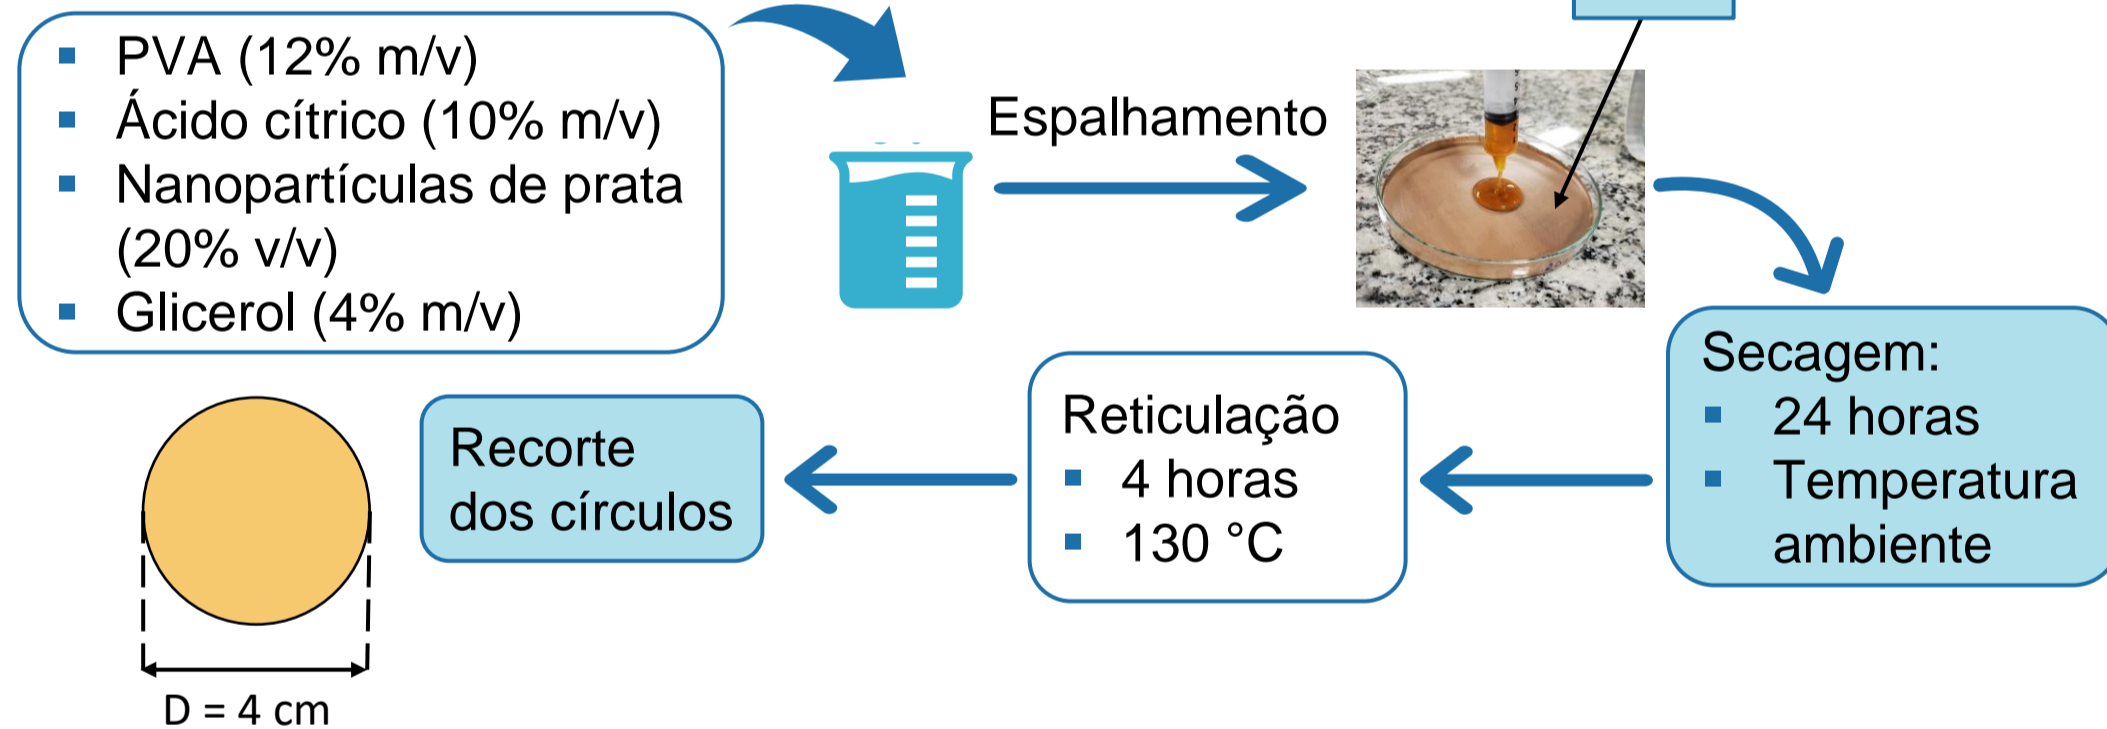 PVA (12% m/v)
Ácido cítrico (10% m/v)
Nanopartículas de prata
(20% v/v)
Glicerol (4% m/v)
Espalhamento
Secagem:
24 horas
Temperatura
ambiente
Reticulação
4 horas
130 °C
Recorte
dos círculos
D = 4 cm